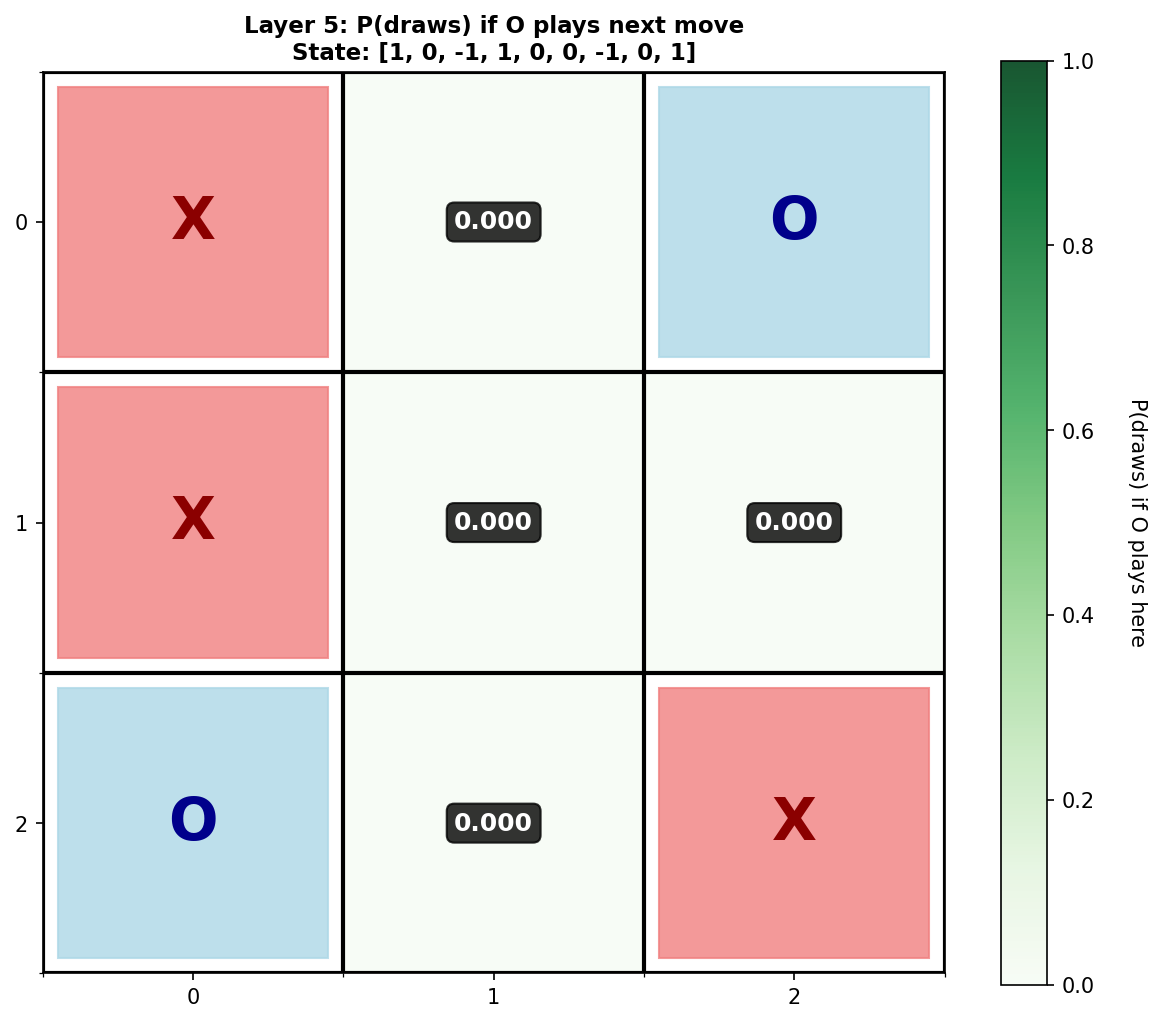 Layer 5: P(draws) if O plays next move
State: [1, 0, -1, 1, 0, 0, -1, 0, 1]
0
X
0.000
O
1
X
0.000
0.000
2
O
0.000
X
0
1
2
1.0
0.8
0.6
0.4
0.2
0.0
P(draws) if O plays here